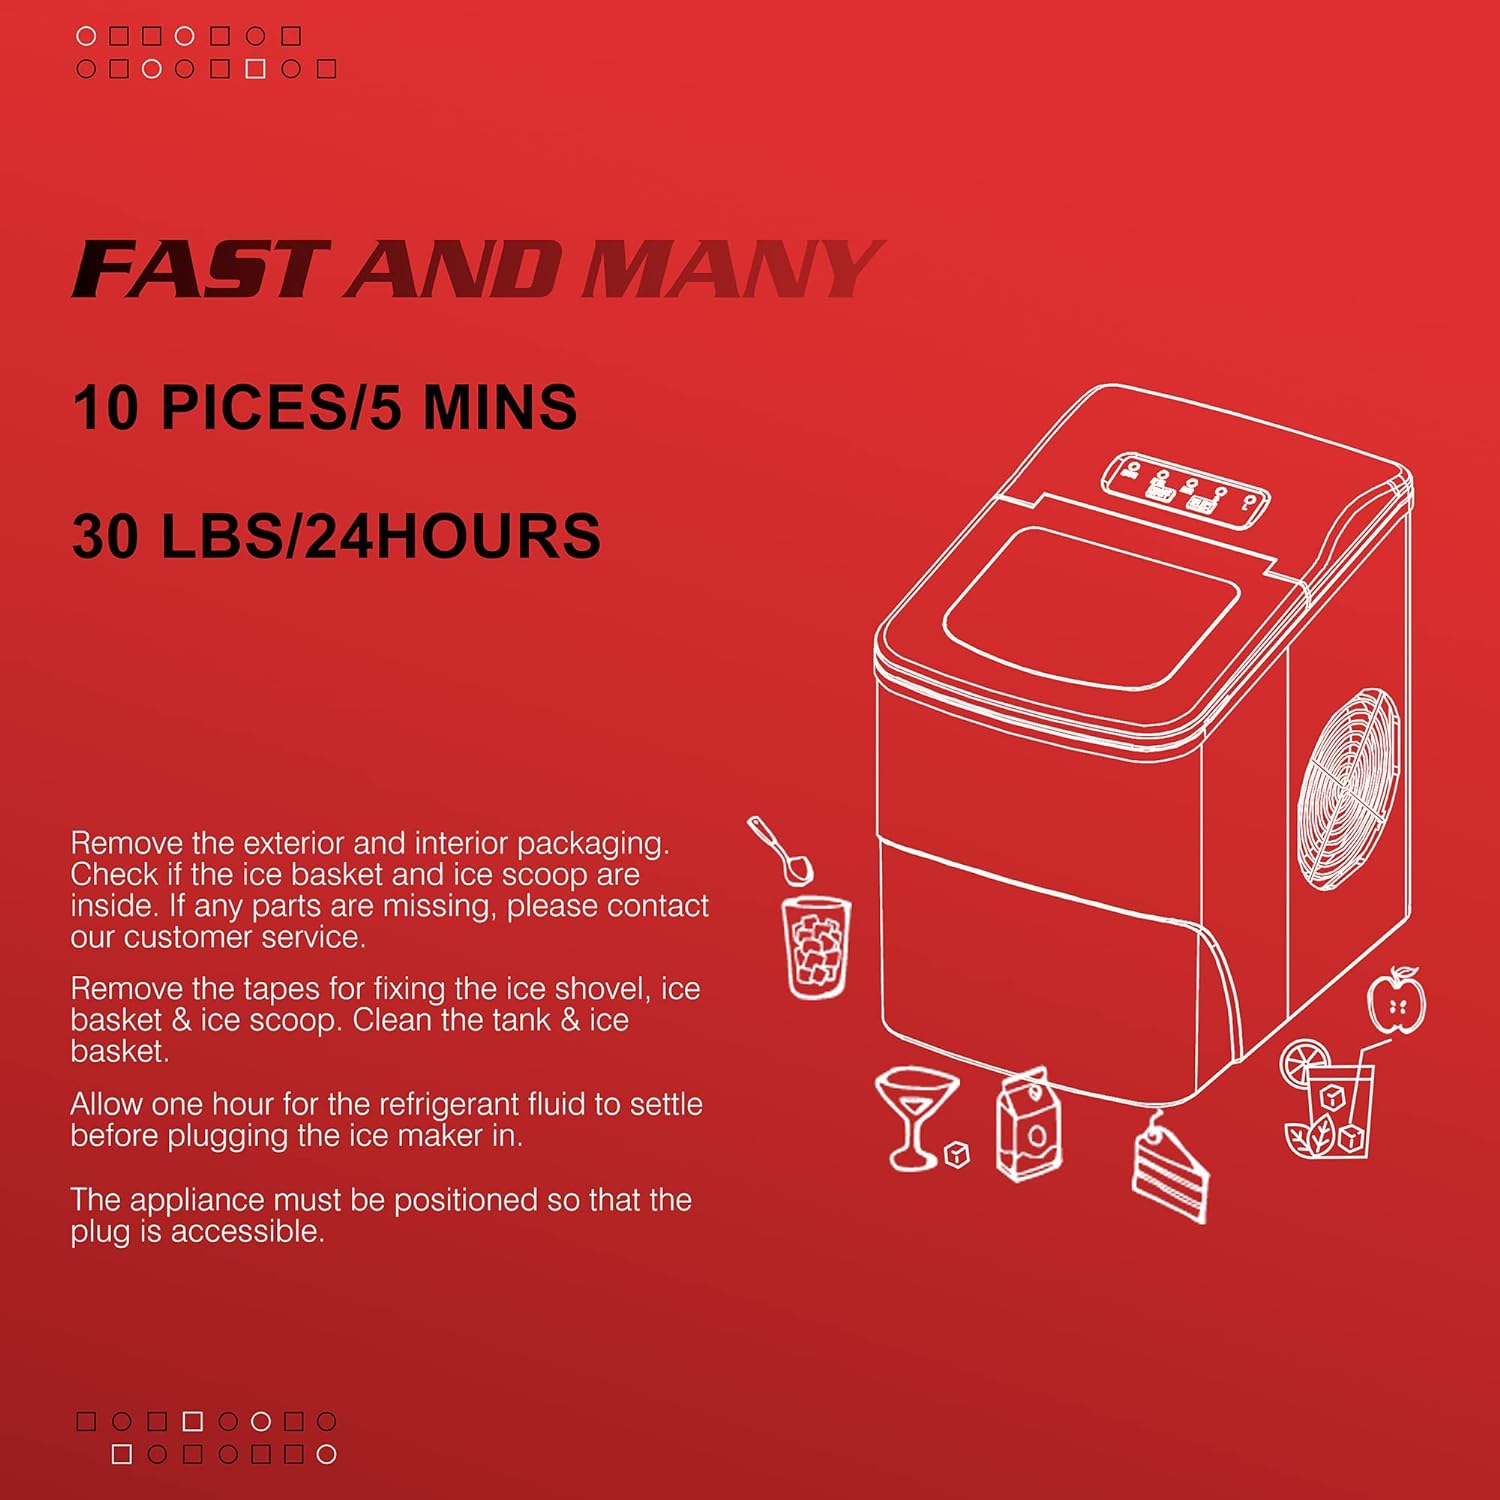 FAST AND MANY
10 PICES/5 MINS
30 LBS/24HOURS
Remove the exterior and interior packaging.
Check if the ice basket and ice scoop are
inside. If any parts are missing, please contact
our customer service.
Remove the tapes for fixing the ice shovel, ice
basket & ice scoop. Clean the tank & ice
basket.
Allow one hour for the refrigerant fluid to settle
before plugging the ice maker in.
The appliance must be positioned so that the
plug is accessible.